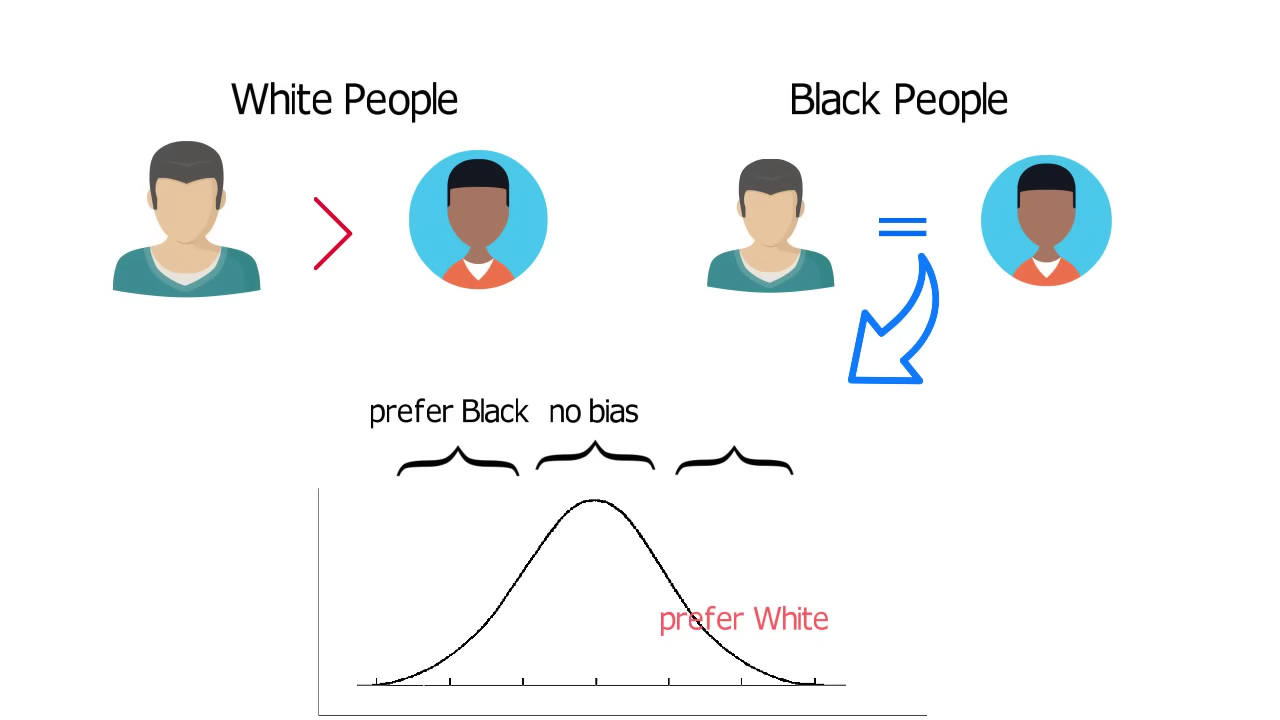 White People
Black People
>
=
prefer Black
no bias
prefer White